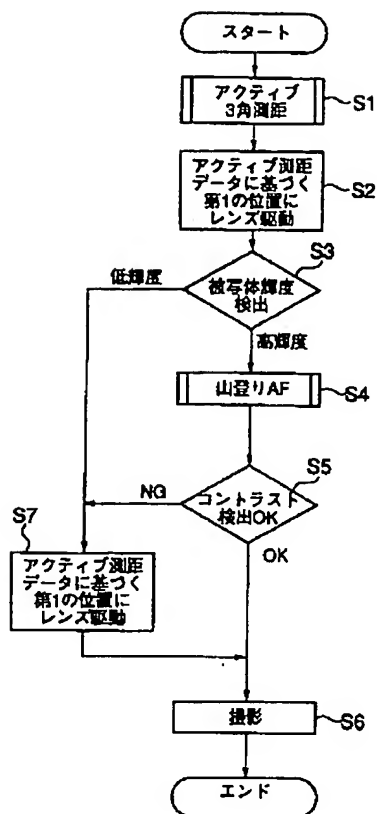 スタート
アクティブ
3角測距
S1
アクティブ測距
データに基づく
第1の位置に
レンズ駆動
S2
S3
低輝度
被写体輝度
検出
高輝度
山登りAF
S4
S5
NG
コントラスト
検出OK
OK
S7
アクティブ測距
データに基づく
第1の位置に
レンズ駆動
撮影
S6
エンド